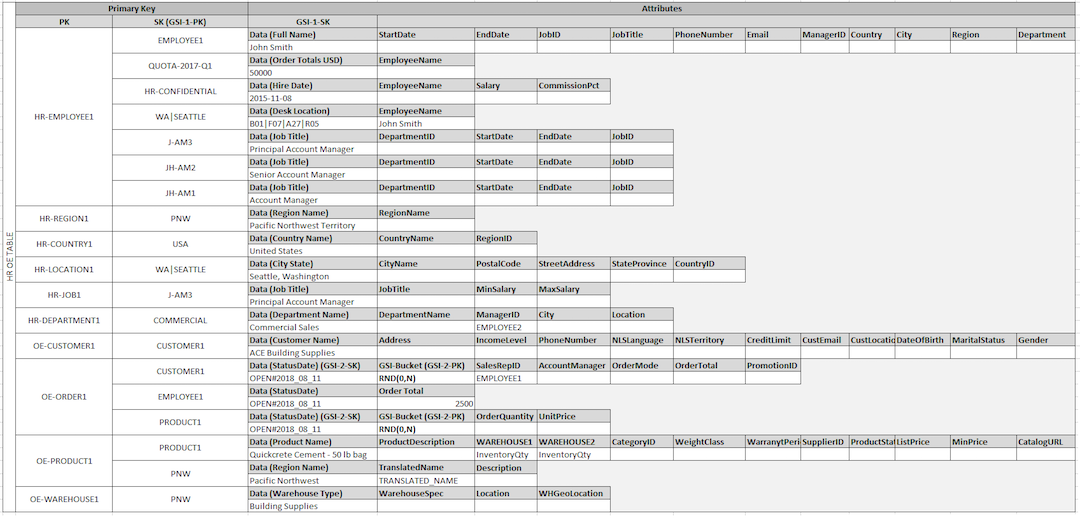 Primary Key Attributes
PK SK (GSI-1-PK) GSI-1-SK
HR OE TABLE
HR-EMPLOYEE1
EMPLOYEE1
Data (Full Name) StartDate EndDate JobID JobTitle PhoneNumber Email ManagerID Country City Region Department
John Smith
QUOTA-2017-Q1
Data (Order Totals USD) EmployeeName
50000
HR-CONFIDENTIAL
Data (Hire Date) EmployeeName Salary CommissionPct
2015-11-08
WA|SEATTLE
Data (Desk Location) EmployeeName
B01|F07|A27|R05 John Smith
J-AM3
Data (Job Title) DepartmentID StartDate EndDate JobID
Principal Account Manager
JH-AM2
Data (Job Title) DepartmentID StartDate EndDate JobID
Senior Account Manager
JH-AM1
Data (Job Title) DepartmentID StartDate EndDate JobID
Account Manager
HR-REGION1 PNW
Data (Region Name) RegionName
Pacific Northwest Territory
HR-COUNTRY1 USA
Data (Country Name) CountryName RegionID
United States
HR-LOCATION1 WA|SEATTLE
Data (City State) CityName PostalCode StreetAddress StateProvince CountryID
Seattle, Washington
HR-JOB1 J-AM3
Data (Job Title) JobTitle MinSalary MaxSalary
Principal Account Manager
HR-DEPARTMENT1 COMMERCIAL
Data (Department Name) DepartmentName ManagerID City Location
Commercial Sales EMPLOYEE2
OE-CUSTOMER1 CUSTOMER1
Data (Customer Name) Address IncomeLevel PhoneNumber NLSLanguage NLSTerritory CreditLimit CustEmail CustLocatic DateOfBirth MaritalStatus Gender
ACE Building Supplies
OE-ORDER1
CUSTOMER1
Data (StatusDate) (GSI-2-SK) GSI-Bucket (GSI-2-PK) SalesRepID AccountManager OrderMode OrderTotal PromotionID
OPEN#2018_08_11 RND(0,N) EMPLOYEE1
EMPLOYEE1
Data (StatusDate) OrderTotal
OPEN#2018_08_11 2500
PRODUCT1
Data (StatusDate) (GSI-2-SK) GSI-Bucket (GSI-2-PK) OrderQuantity UnitPrice
OPEN#2018_08_11 RND(0,N)
OE-PRODUCT1
PRODUCT1
Data (Product Name) ProductDescription WAREHOUSE1 WAREHOUSE2 CategoryID WeightClass WarranytPeri SupplierID ProductStat ListPrice MinPrice CatalogURL
Quickcrete Cement - 50 lb bag InventoryQty InventoryQty
PNW
Data (Region Name) TranslatedName Description
Pacific Northwest TRANSLATED_NAME
OE-WAREHOUSE1 PNW
Data (Warehouse Type) WarehouseSpec Location WHGeoLocation
Building Supplies